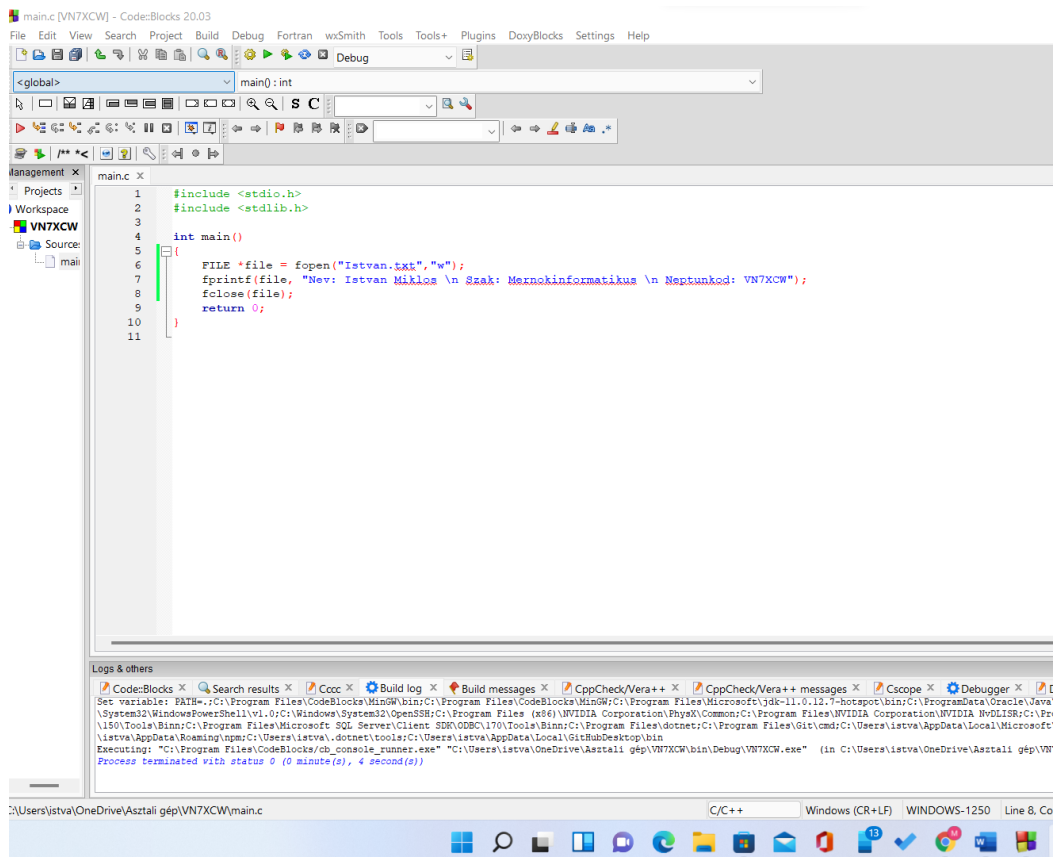 main.c [VN7XCW] - Code::Blocks 20.03
File Edit View Search Project Build Debug Fortran wxSmith Tools Tools+ Plugins DoxyBlocks Settings Help
Debug
<global> main() : int
S C
/** *<
Management X main.c X
Projects
Workspace
VN7XCW
Sources
main
1 #include <stdio.h>
2 #include <stdlib.h>
3
4 int main()
5 {
6 FILE *file = fopen("Istvan.txt","w");
7 fprintf(file, "Nev: Istvan Miklos \n Szak: Mernokinformatikus \n Neptunkod: VN7XCW");
8 fclose(file);
9 return 0;
10 }
11
Logs & others
Code::Blocks X Search results X Cccc X Build log X Build messages X CppCheck/Vera++ X CppCheck/Vera++ messages X Cscope X Debugger X D
Set variable: PATH=.;C:\Program Files\CodeBlocks\MinGW\bin;C:\Program Files\CodeBlocks\MinGW;C:\Program Files\Microsoft\jdk-11.0.12.7-hotspot\bin;C:\ProgramData\Oracle\Java\
\System32\WindowsPowerShell\v1.0;C:\Windows\System32\OpenSSH;C:\Program Files (x86)\NVIDIA Corporation\PhysX\Common;C:\Program Files\NVIDIA Corporation\NVIDIA NvDLISR;C:\Pro
\150\Tools\Binn;C:\Program Files\Microsoft SQL Server\Client SDK\ODBC\170\Tools\Binn;C:\Program Files\dotnet;C:\Program Files\Git\cmd;C:\Users\istva\AppData\Local\Microsoft\
\istva\AppData\Roaming\npm;C:\Users\istva\.dotnet\tools;C:\Users\istva\AppData\Local\GitHubDesktop\bin
Executing: "C:\Program Files\CodeBlocks/cb_console_runner.exe" "C:\Users\istva\OneDrive\Asztali gép\VN7XCW\bin\Debug\VN7XCW.exe" (in C:\Users\istva\OneDrive\Asztali gép\VN7
Process terminated with status 0 (0 minute(s), 4 second(s))
C:\Users\istva\OneDrive\Asztali gép\VN7XCW\main.c C/C++ Windows (CR+LF) WINDOWS-1250 Line 8, Co
13